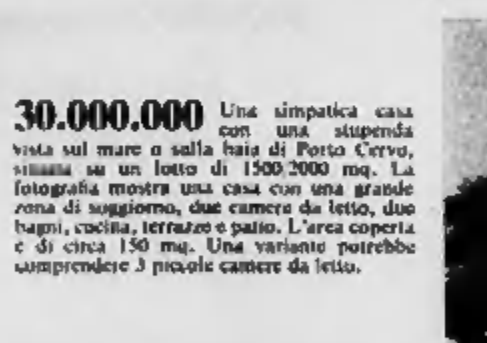 30.000.000 Una simpatica casa
con una stupenda
vista sul mare o sulla baia di Porto Cervo,
situata su un lotto di 1500/2000 mq. La
fotografia mostra una casa con una grande
zona di soggiorno, due camere da letto, due
bagni, cucina, terrazze e patio. L'area coperta
è di circa 150 mq. Una variante potrebbe
comprendere 3 piccole camere da letto.